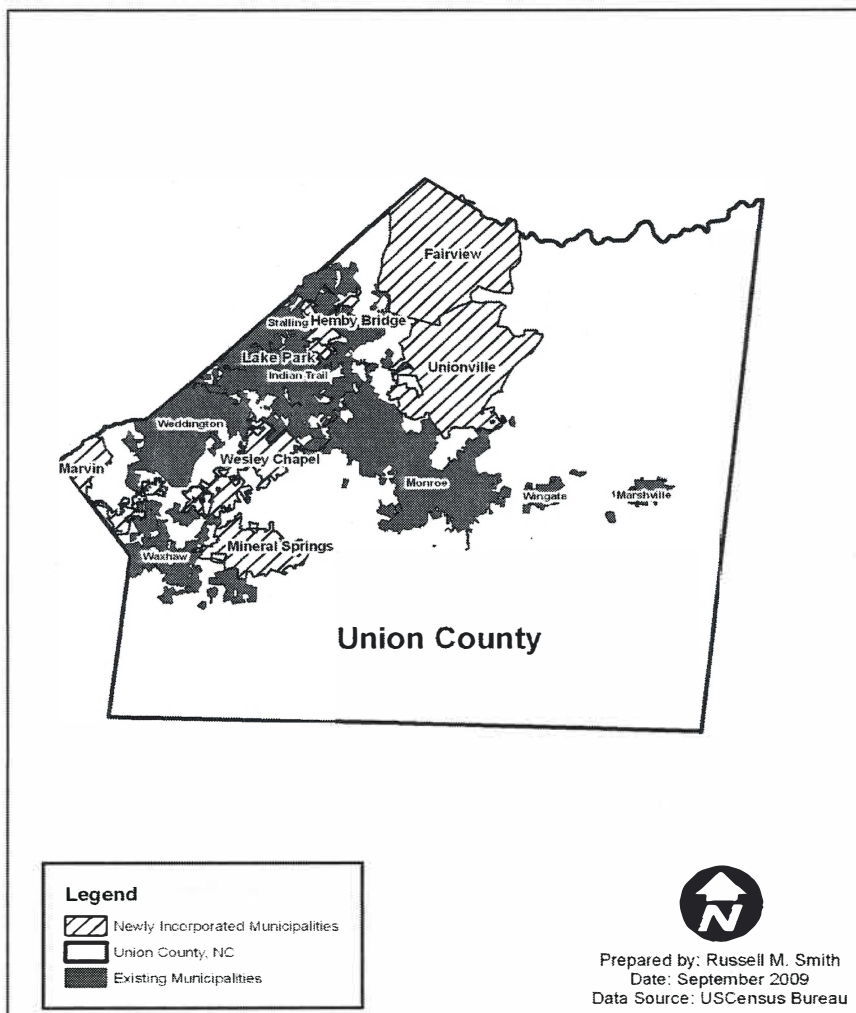 Fairview
Stalling Hemby Bridge
Lake Park
Indian Trail
Unionville
Weddington
Wesley Chapel
Marvin
Monroe
Wingate
Marshville
Mineral Springs
Waxhaw
Union County
Legend
Newly Incorporated Municipalities
Union County, NC
Existing Municipalities
N
Prepared by: Russell M. Smith
Date: September 2009
Data Source: USCensus Bureau